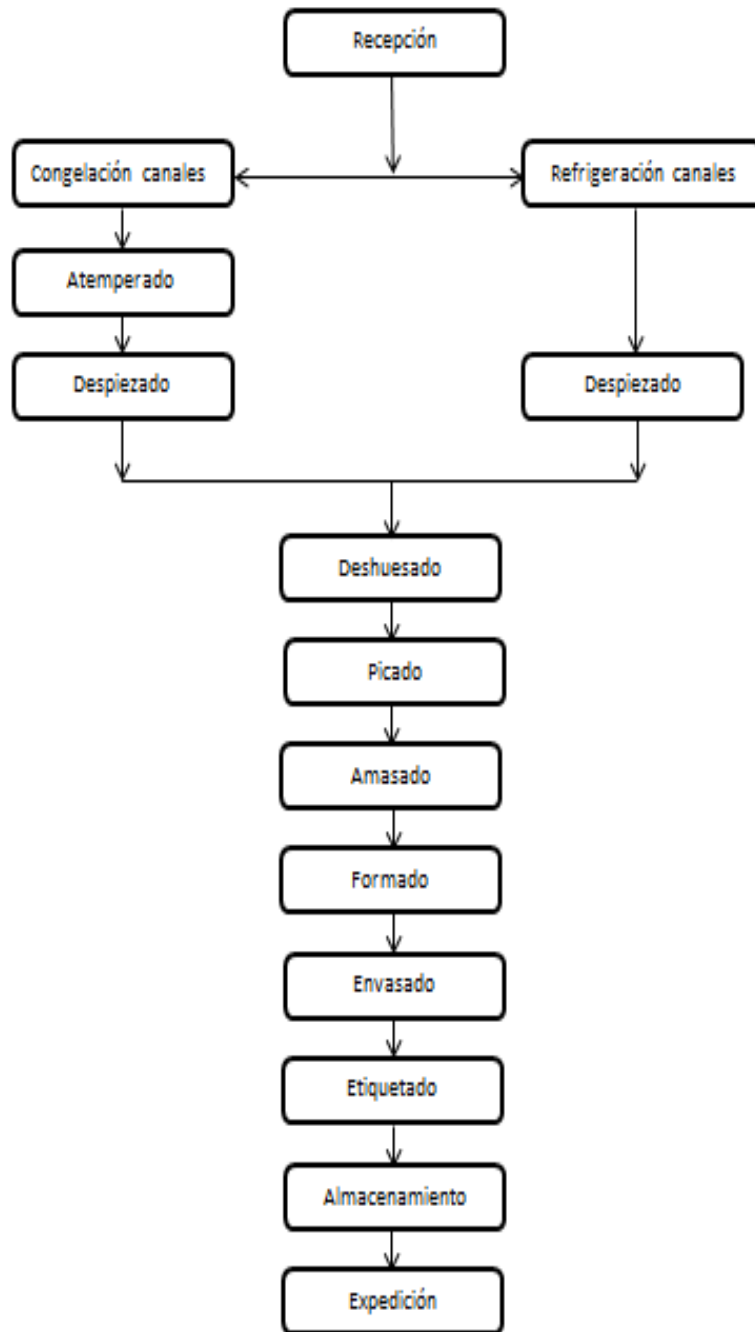 Recepción
Congelación canales
Refrigeración canales
Atemperado
Despiezado
Despiezado
Deshuesado
Picado
Amasado
Formado
Envasado
Etiquetado
Almacenamiento
Expedición